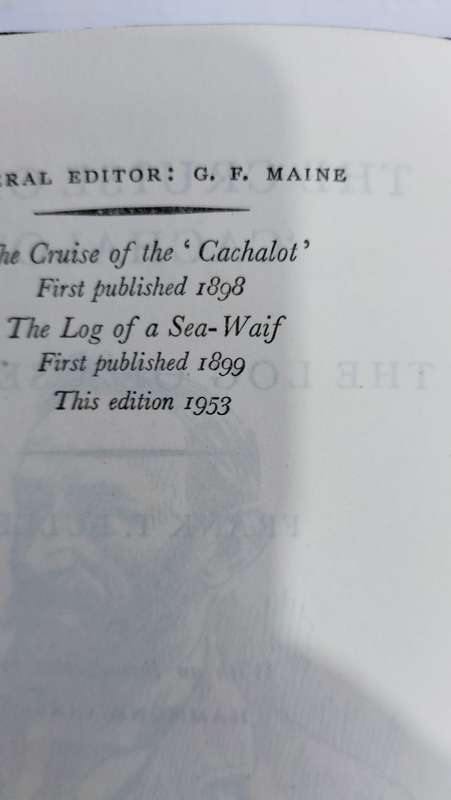 ERAL EDITOR: G. F. MAINE
he Cruise of the ‘ Cachalot’
First published 1898
The Log of a Sea-Waif
First published 1899
This edition 1953